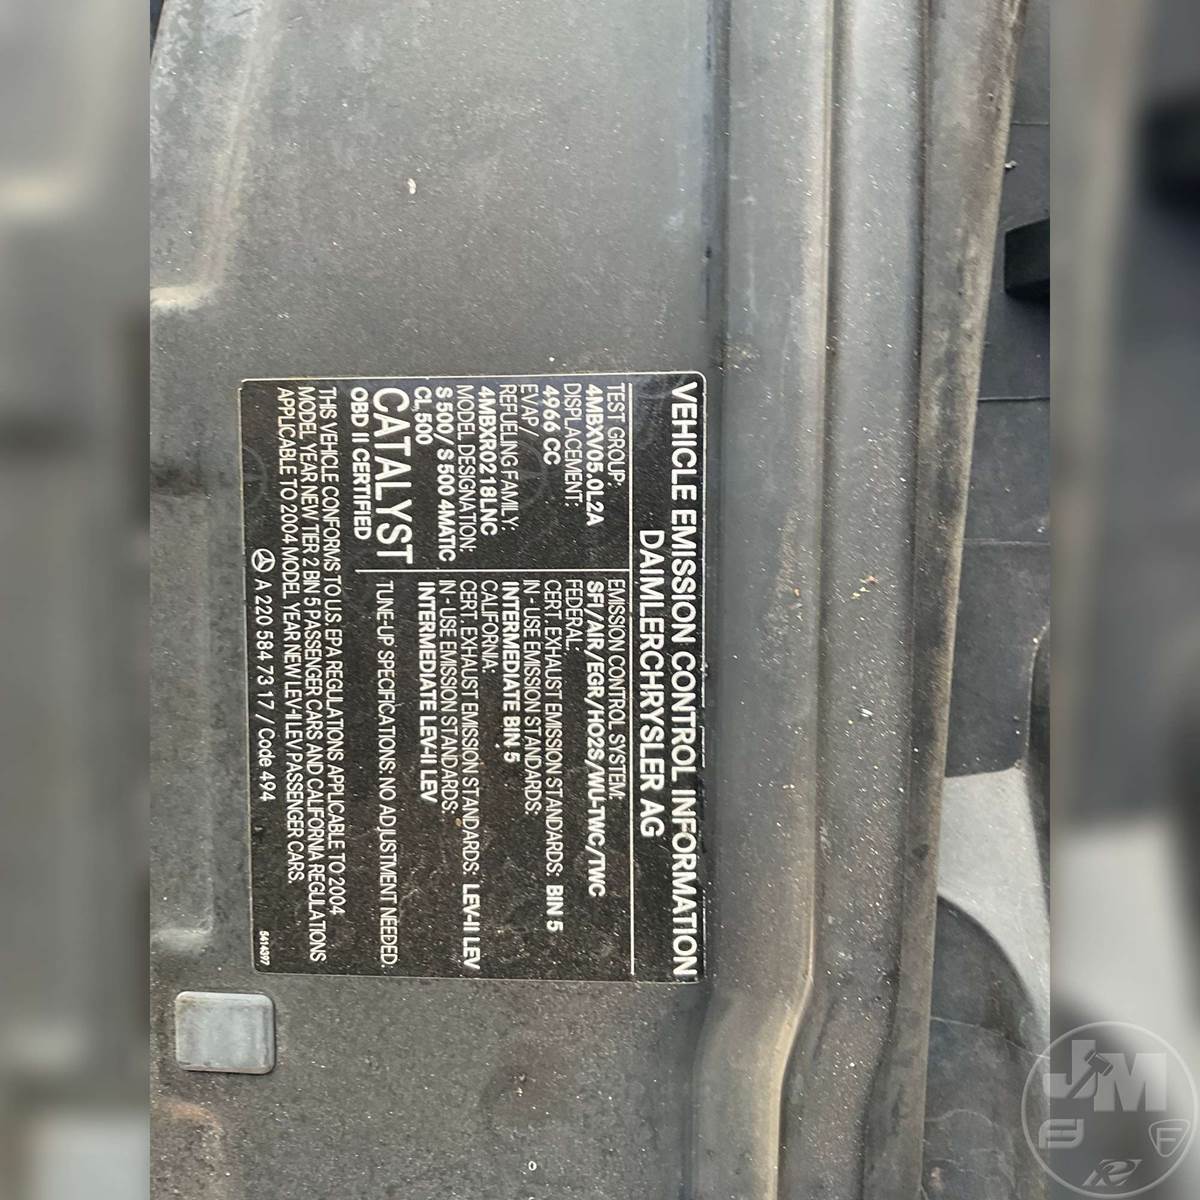 VEHICLE EMISSION CONTROL INFORMATION
DAIMLERCHRYSLER AG
TEST GROUP:
4MBXV05.0L2A
DISPLACEMENT:
4966 CC
EVAP/
REFUELING FAMILY:
4MBXR0218LNC
MODEL DESIGNATION:
S 500/ S 500 4MATIC
CL 500
CATALYST
OBD II CERTIFIED
EMISSION CONTROL SYSTEM:
SFI/AIR/EGR/HO2S/WU-TWC/TWC
FEDERAL:
CERT. EXHAUST EMISSION STANDARDS: BIN 5
IN - USE EMISSION STANDARDS:
INTERMEDIATE BIN 5
CALIFORNIA:
CERT. EXHAUST EMISSION STANDARDS: LEV-II LEV
IN - USE EMISSION STANDARDS:
INTERMEDIATE LEV-II LEV
TUNE-UP SPECIFICATIONS: NO ADJUSTMENT NEEDED.
THIS VEHICLE CONFORMS TO U.S EPA REGULATIONS APPLICABLE TO 2004
MODEL YEAR NEW TIER 2 BIN 5 PASSENGER CARS AND CALIFORNIA REGULATIONS
APPLICABLE TO 2004 MODEL YEAR NEW LEV-II LEV PASSENGER CARS.
A 220 584 73 17 / Code 494
5414397
JM
F
F
R